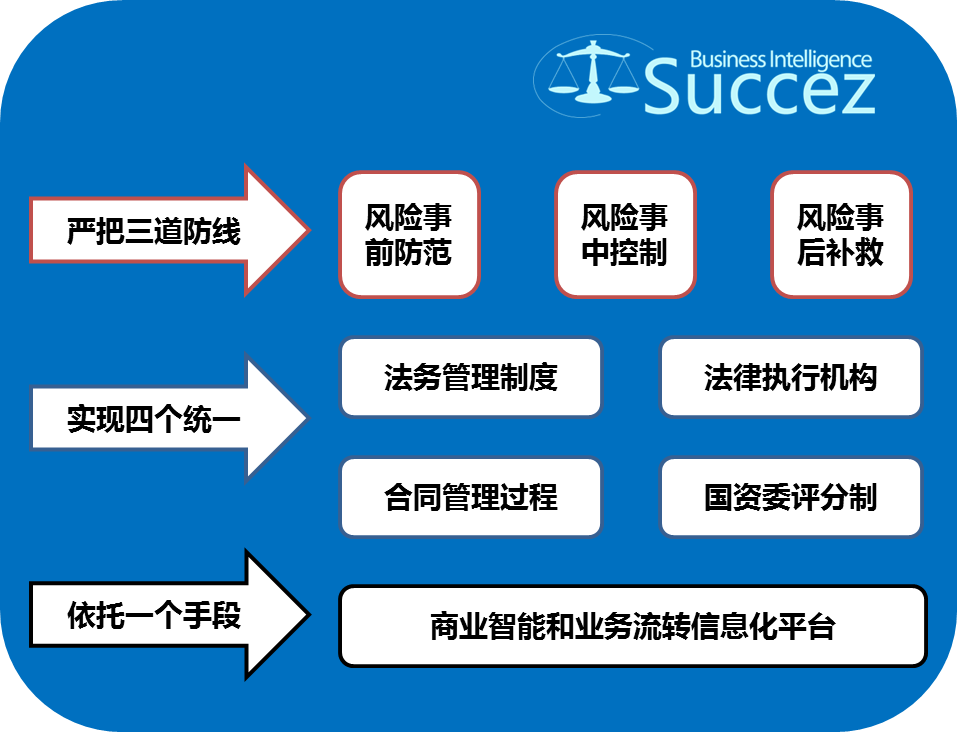 Business Intelligence
Succez
严把三道防线
风险事
前防范
风险事
中控制
风险事
后补救
实现四个统一
法务管理制度
法律执行机构
合同管理过程
国资委评分制
依托一个手段
商业智能和业务流转信息化平台